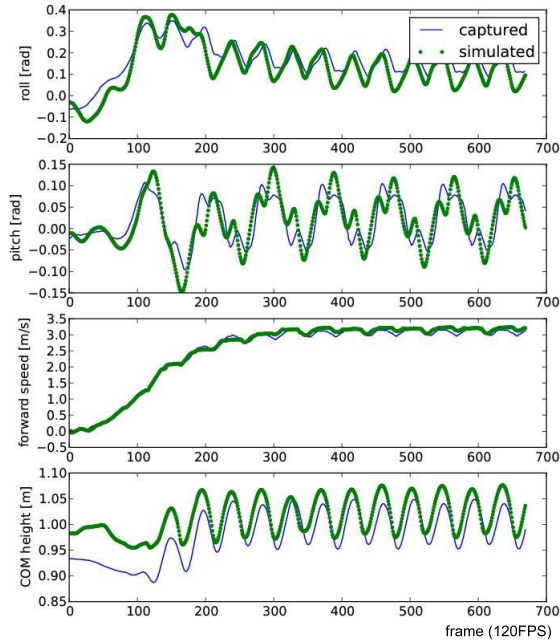 captured
simulated
roll [rad]
0.4
0.3
0.2
0.1
0.0
−0.1
−0.2
0 100 200 300 400 500 600 700
pitch [rad]
0.15
0.10
0.05
0.00
−0.05
−0.10
−0.15
0 100 200 300 400 500 600 700
forward speed [m/s]
3.5
3.0
2.5
2.0
1.5
1.0
0.5
0.0
−0.5
0 100 200 300 400 500 600 700
COM height [m]
1.10
1.05
1.00
0.95
0.90
0.85
0 100 200 300 400 500 600 700
frame (120FPS)